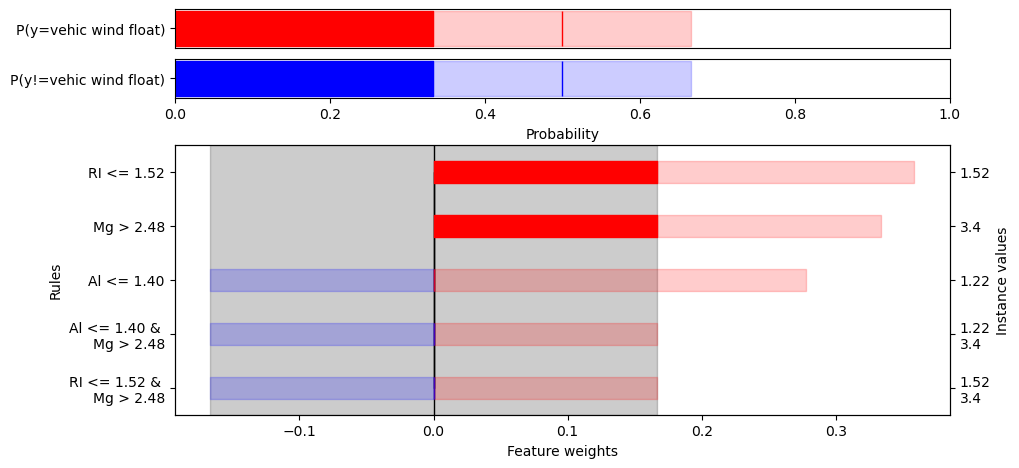 P(y=vehic wind float)
P(y!=vehic wind float)
0.0 0.2 0.4 0.6 0.8 1.0
Probability
Rules
RI <= 1.52
1.52
Mg > 2.48
3.4
Al <= 1.40
1.22
Al <= 1.40 &
Mg > 2.48
1.22
3.4
RI <= 1.52 &
Mg > 2.48
1.52
3.4
Instance values
−0.1 0.0 0.1 0.2 0.3
Feature weights